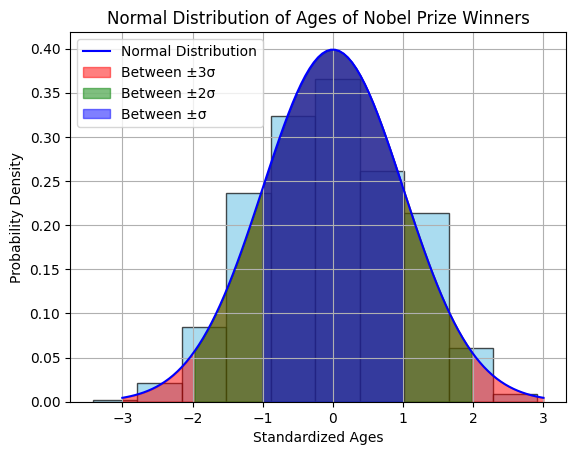 Normal Distribution of Ages of Nobel Prize Winners
Normal Distribution
Between ±3σ
Between ±2σ
Between ±σ
Probability Density
0.40
0.35
0.30
0.25
0.20
0.15
0.10
0.05
0.00
−3
−2
−1
0
1
2
3
Standardized Ages